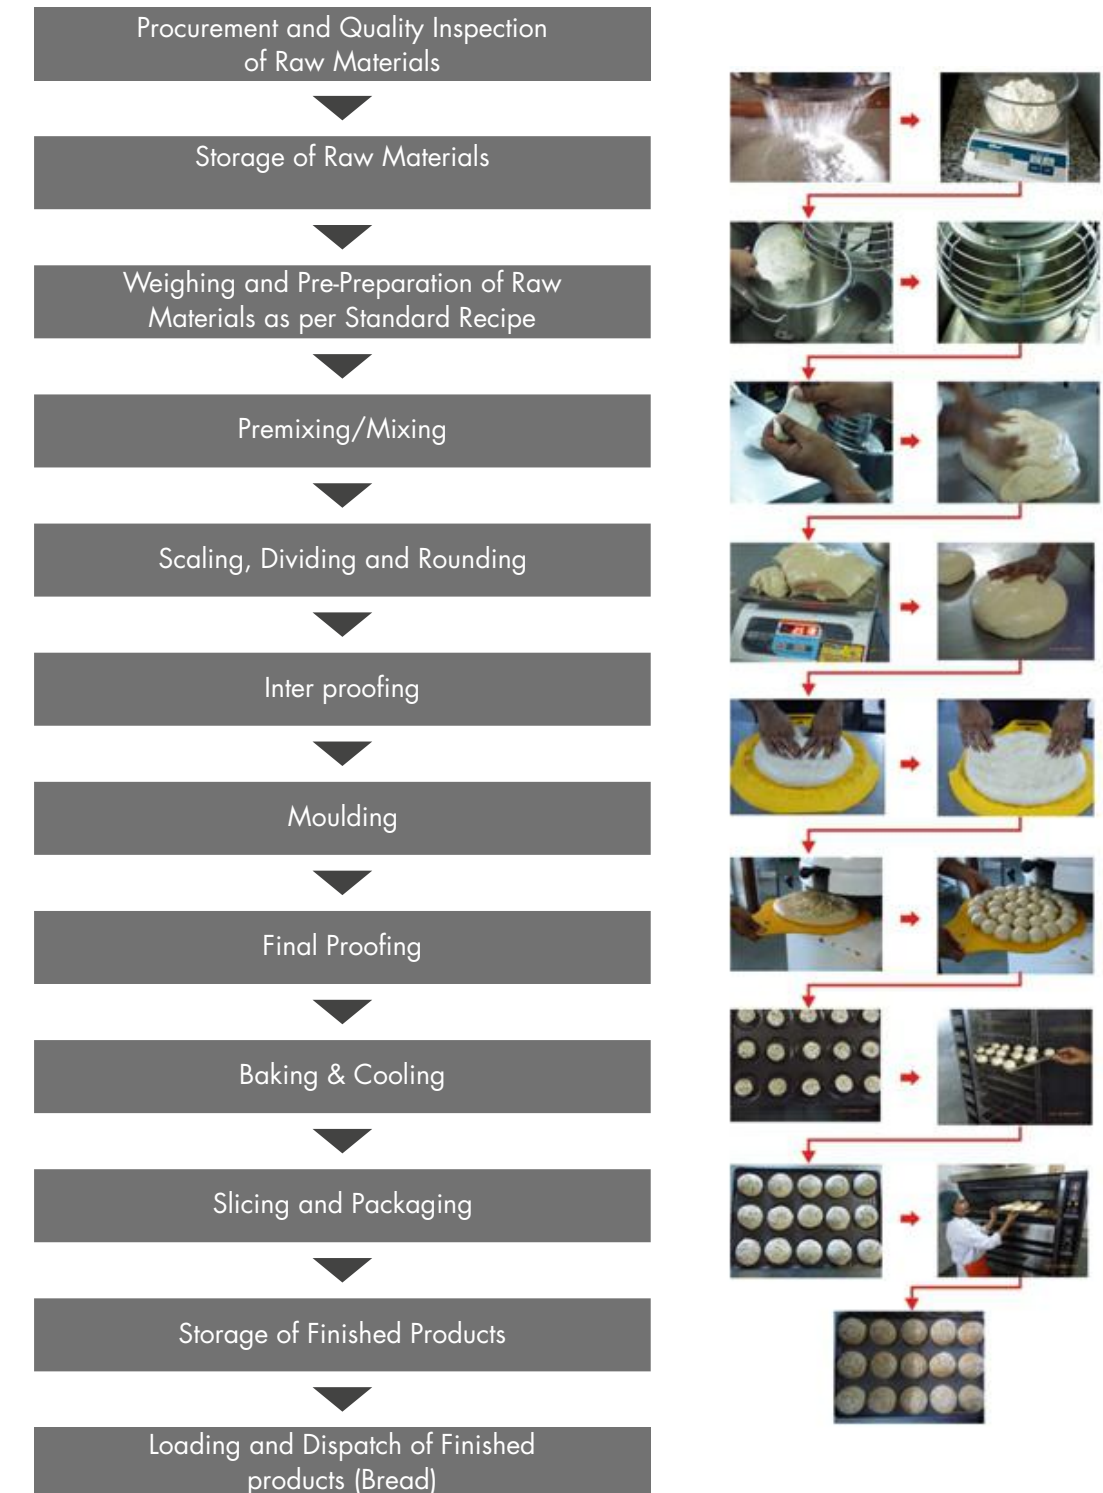 Procurement and Quality Inspection
of Raw Materials
Storage of Raw Materials
Weighing and Pre-Preparation of Raw
Materials as per Standard Recipe
Premixing/Mixing
Scaling, Dividing and Rounding
Inter proofing
Moulding
Final Proofing
Baking & Cooling
Slicing and Packaging
Storage of Finished Products
Loading and Dispatch of Finished
products (Bread)